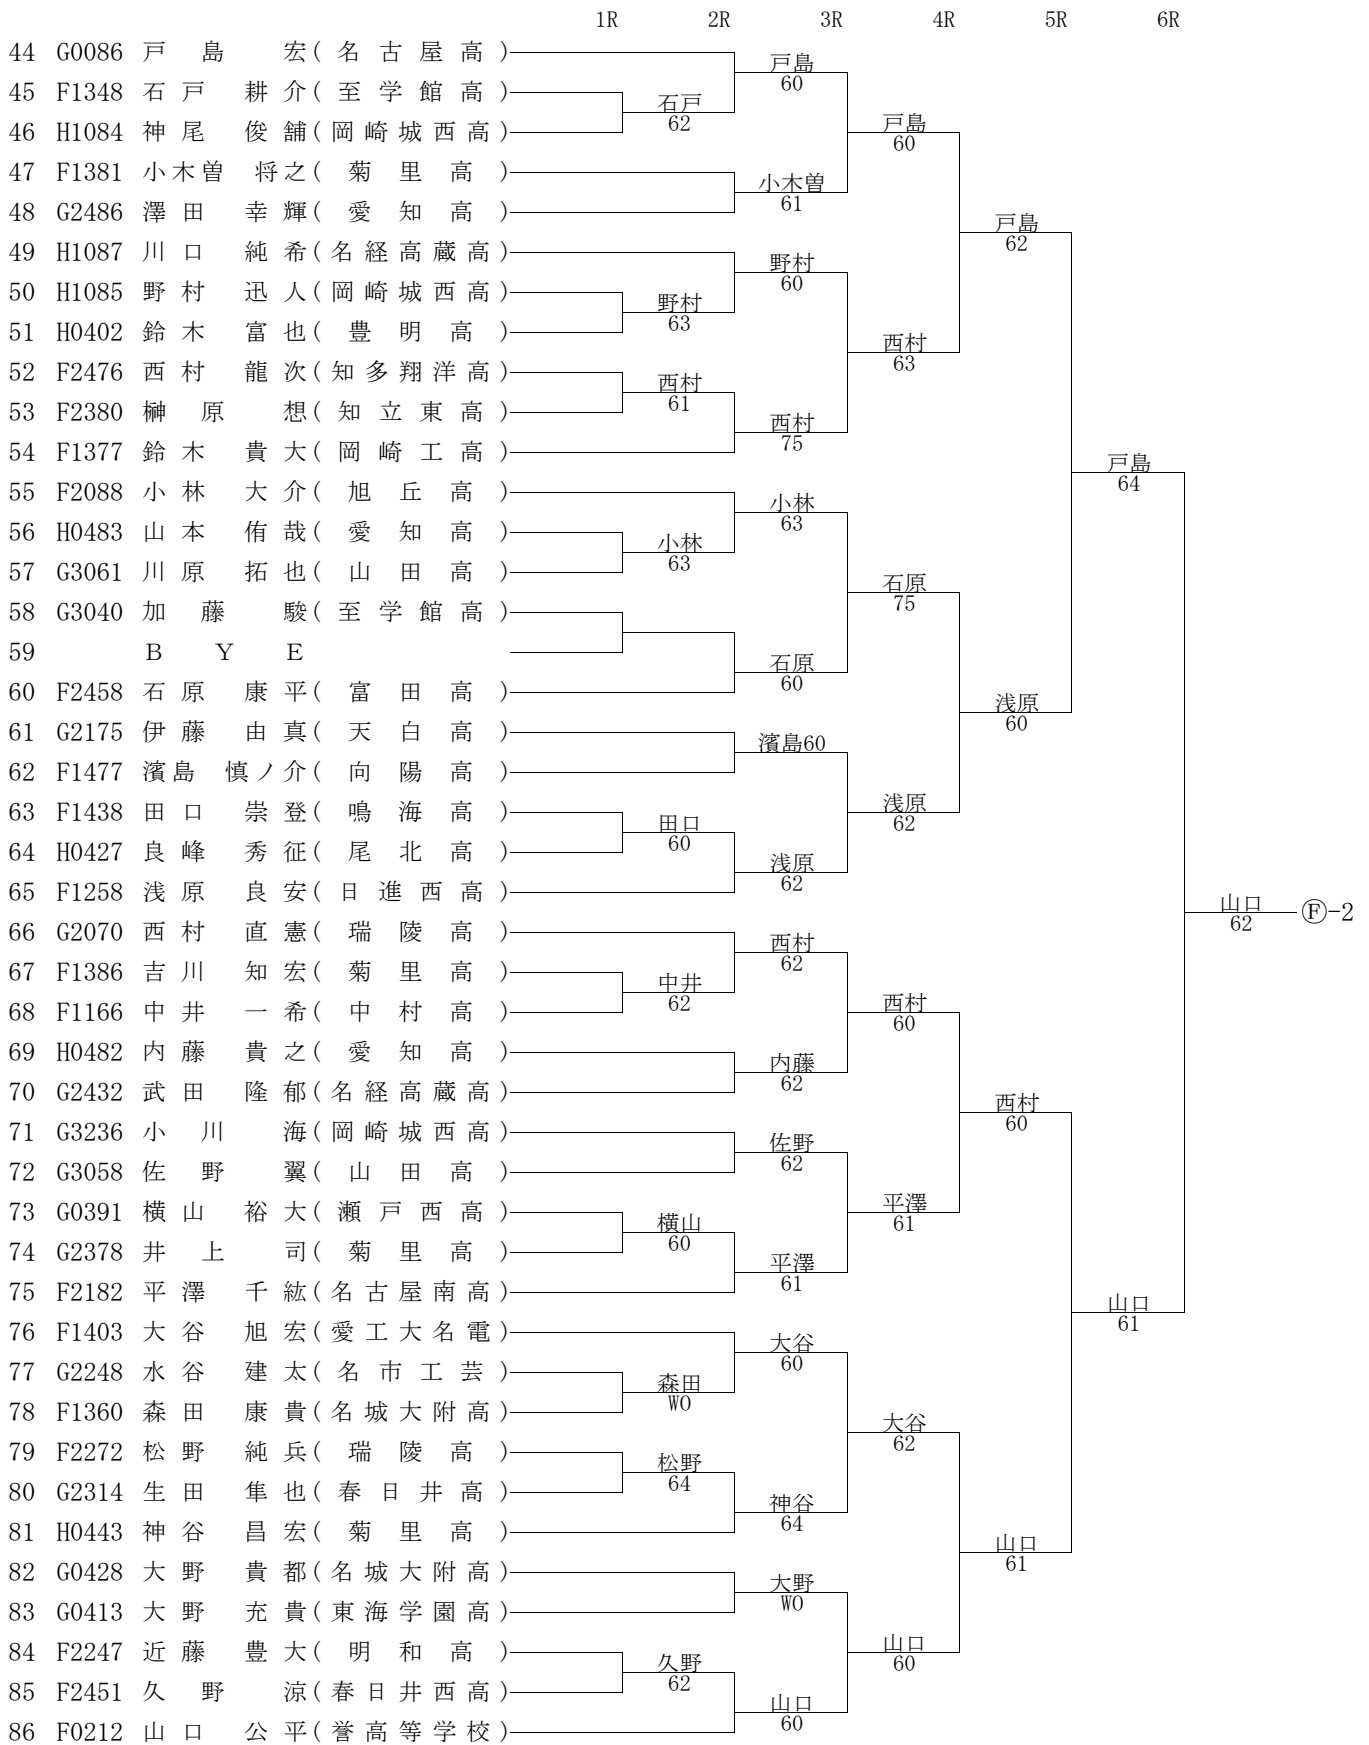 1R 2R 3R 4R 5R 6R
44 G0086 戸島 宏(名古屋高)
戸島
60
45 F1348 石戸 耕介(至学館高)
石戸
62
46 H1084 神尾 俊舗(岡崎城西高)
戸島
60
47 F1381 小木曽 将之(菊里高)
小木曽
61
48 G2486 澤田 幸輝(愛知高)
戸島
62
49 H1087 川口 純希(名経高蔵高)
野村
60
50 H1085 野村 迅人(岡崎城西高)
野村
63
51 H0402 鈴木 富也(豊明高)
西村
63
52 F2476 西村 龍次(知多翔洋高)
西村
61
53 F2380 榊原 想(知立東高)
西村
75
54 F1377 鈴木 貴大(岡崎工高)
戸島
64
55 F2088 小林 大介(旭丘高)
小林
63
56 H0483 山本 侑哉(愛知高)
小林
63
57 G3061 川原 拓也(山田高)
石原
75
58 G3040 加藤 駿(至学館高)
59 BYE
石原
60
60 F2458 石原 康平(富田高)
浅原
60
61 G2175 伊藤 由真(天白高)
濱島60
62 F1477 濱島 慎ノ介(向陽高)
浅原
62
63 F1438 田口 崇登(鳴海高)
田口
60
64 H0427 良峰 秀征(尾北高)
浅原
62
65 F1258 浅原 良安(日進西高)
山口
62
Ⓕ-2
66 G2070 西村 直憲(瑞陵高)
西村
62
67 F1386 吉川 知宏(菊里高)
中井
62
68 F1166 中井 一希(中村高)
西村
60
69 H0482 内藤 貴之(愛知高)
内藤
62
70 G2432 武田 隆郁(名経高蔵高)
西村
60
71 G3236 小川 海(岡崎城西高)
佐野
62
72 G3058 佐野 翼(山田高)
平澤
61
73 G0391 横山 裕大(瀬戸西高)
横山
60
74 G2378 井上 司(菊里高)
平澤
61
75 F2182 平澤 千紘(名古屋南高)
山口
61
76 F1403 大谷 旭宏(愛工大名電)
大谷
60
77 G2248 水谷 建太(名市工芸)
森田
WO
78 F1360 森田 康貴(名城大附高)
大谷
62
79 F2272 松野 純兵(瑞陵高)
松野
64
80 G2314 生田 隼也(春日井高)
神谷
64
81 H0443 神谷 昌宏(菊里高)
山口
61
82 G0428 大野 貴都(名城大附高)
大野
WO
83 G0413 大野 充貴(東海学園高)
山口
60
84 F2247 近藤 豊大(明和高)
久野
62
85 F2451 久野 涼(春日井西高)
山口
60
86 F0212 山口 公平(誉高等学校)